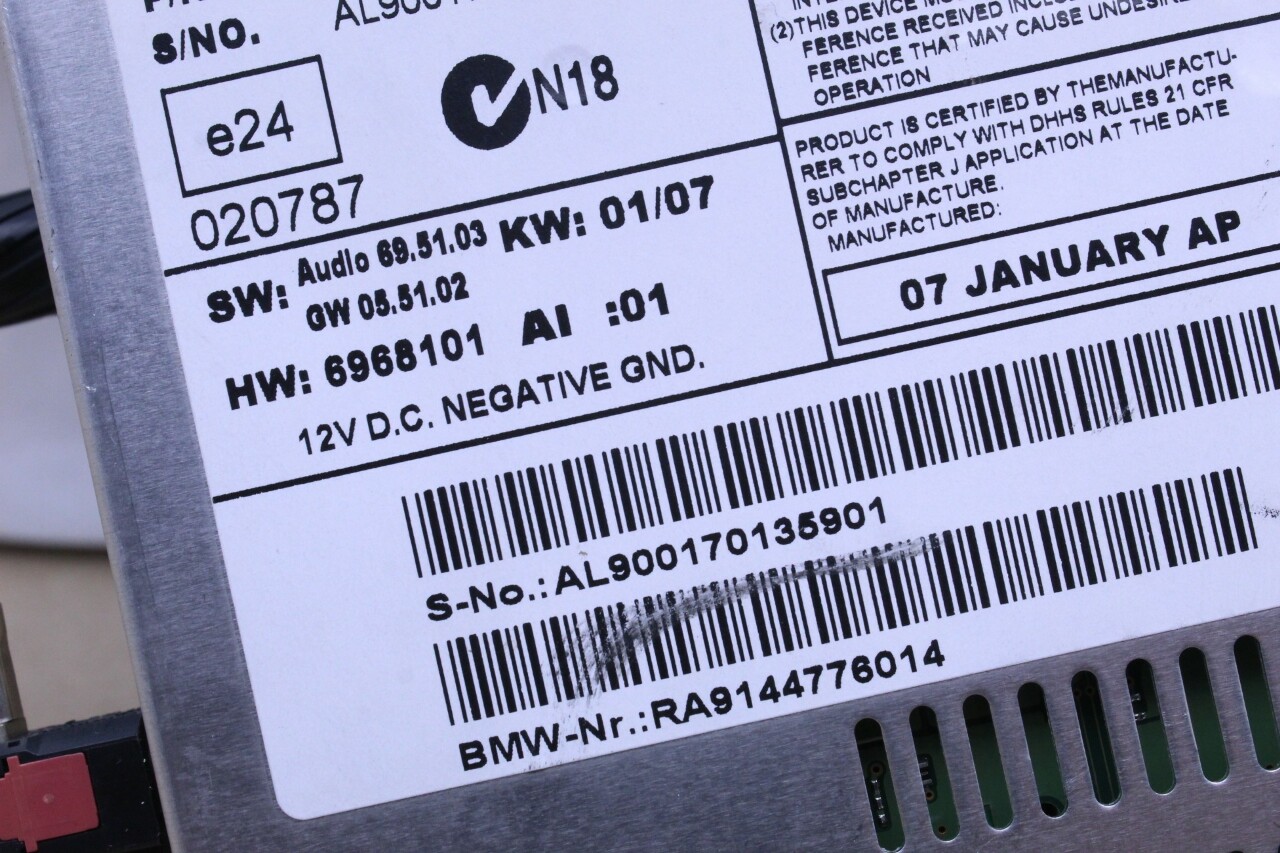 S/NO.
e24
N18
020787
SW: Audio 69.51.03 KW: 01/07
GW 05.51.02
HW: 6968101 AI :01
12V D.C. NEGATIVE GND.
(2)THIS DEVICE
FERENCE RECEIVED
FERENCE THAT MAY CAUSE
OPERATION
PRODUCT IS CERTIFIED BY THEMANUFACTU-
RER TO COMPLY WITH DHHS RULES 21 CFR
SUBCHAPTER J APPLICATION AT THE DATE
OF MANUFACTURE.
MANUFACTURED:
07 JANUARY AP
S-No.: AL900170135901
BMW-Nr.:RA9144776014